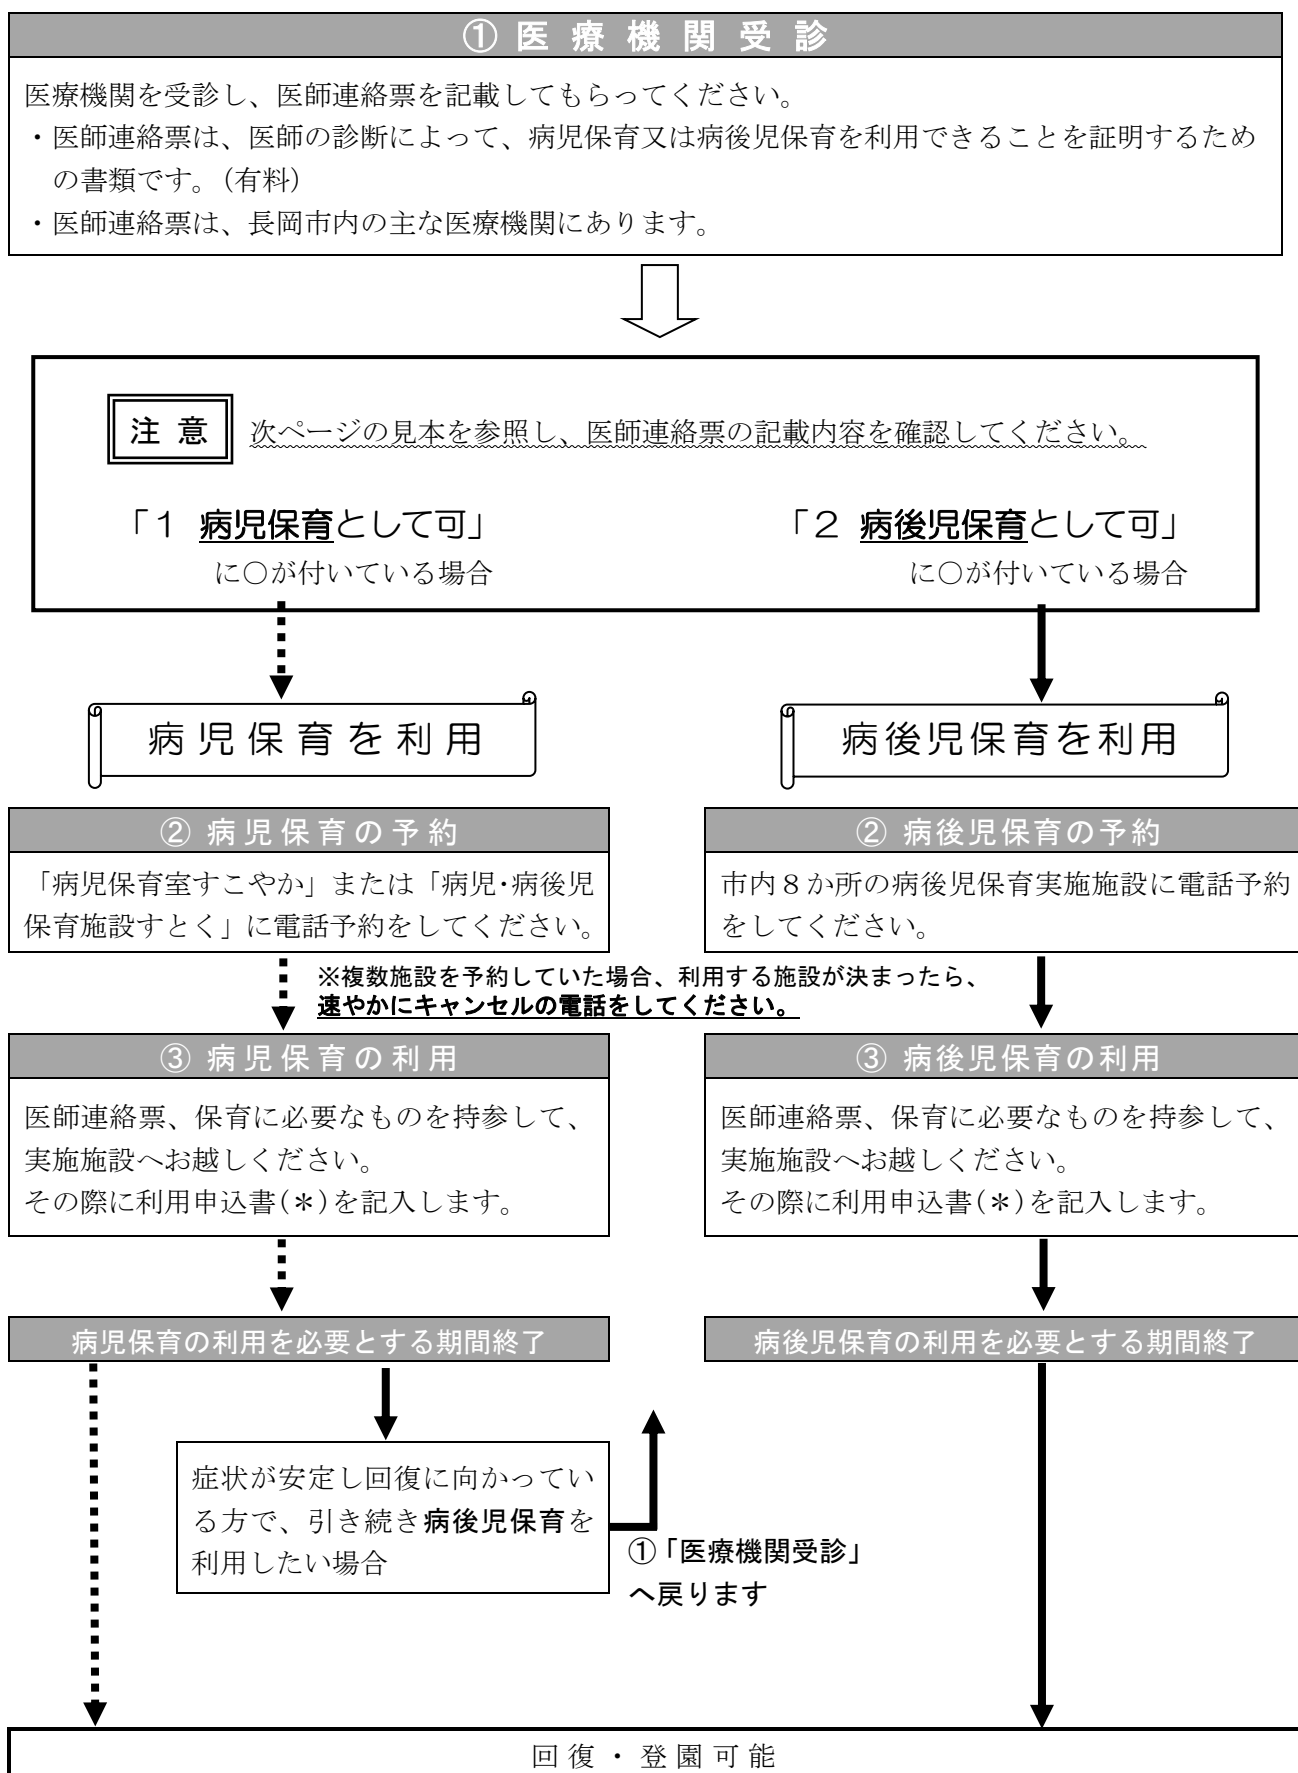 ①医療機関受診
医療機関を受診し、医師連絡票を記載してもらってください。
・医師連絡票は、医師の診断によって、病児保育又は病後児保育を利用できることを証明するため
の書類です。（有料）
・医師連絡票は、長岡市内の主な医療機関にあります。
注 意
次ページの見本を参照し、医師連絡票の記載内容を確認してください。
「１ 病児保育として可」
に○が付いている場合
「２ 病後児保育として可」
に○が付いている場合
病児保育を利用
病後児保育を利用
② 病児保育の予約
「病児保育室すこやか」または「病児・病後児
保育施設すとく」に電話予約をしてください。
② 病後児保育の予約
市内８か所の病後児保育実施施設に電話予約
をしてください。
※複数施設を予約していた場合、利用する施設が決まったら、
速やかにキャンセルの電話をしてください。
③ 病児保育の利用
医師連絡票、保育に必要なものを持参して、
実施施設へお越しください。
その際に利用申込書(＊)を記入します。
③ 病後児保育の利用
医師連絡票、保育に必要なものを持参して、
実施施設へお越しください。
その際に利用申込書(＊)を記入します。
病児保育の利用を必要とする期間終了
病後児保育の利用を必要とする期間終了
症状が安定し回復に向かってい
る方で、引き続き病後児保育を
利用したい場合
①「医療機関受診」
へ戻ります
回復・登園可能